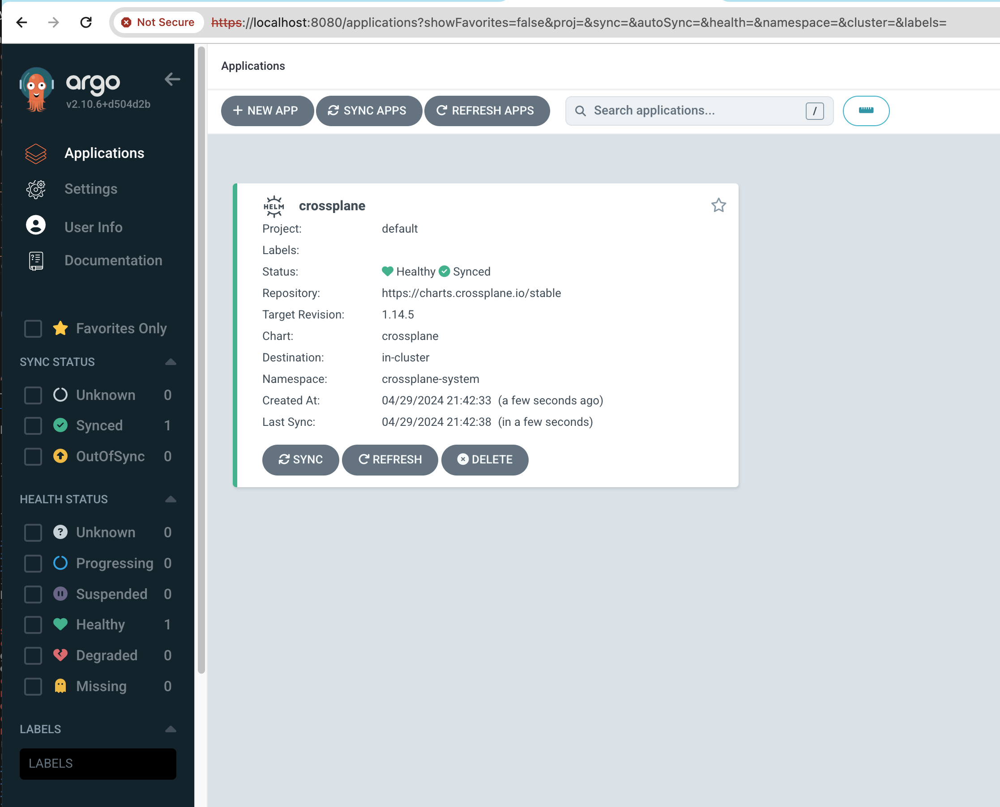 Not Secure https://localhost:8080/applications?showFavorites=false&proj=&sync=&autoSync=&health=&namespace=&cluster=&labels=
argo
v2.10.6+d504d2b
Applications
Settings
User Info
Documentation
Favorites Only
SYNC STATUS
Unknown 0
Synced 1
OutOfSync 0
HEALTH STATUS
Unknown 0
Progressing 0
Suspended 0
Healthy 1
Degraded 0
Missing 0
LABELS
LABELS
Applications
NEW APP SYNC APPS REFRESH APPS Search applications... /
HELM crossplane
Project: default
Labels:
Status: Healthy Synced
Repository: https://charts.crossplane.io/stable
Target Revision: 1.14.5
Chart: crossplane
Destination: in-cluster
Namespace: crossplane-system
Created At: 04/29/2024 21:42:33 (a few seconds ago)
Last Sync: 04/29/2024 21:42:38 (in a few seconds)
SYNC REFRESH DELETE